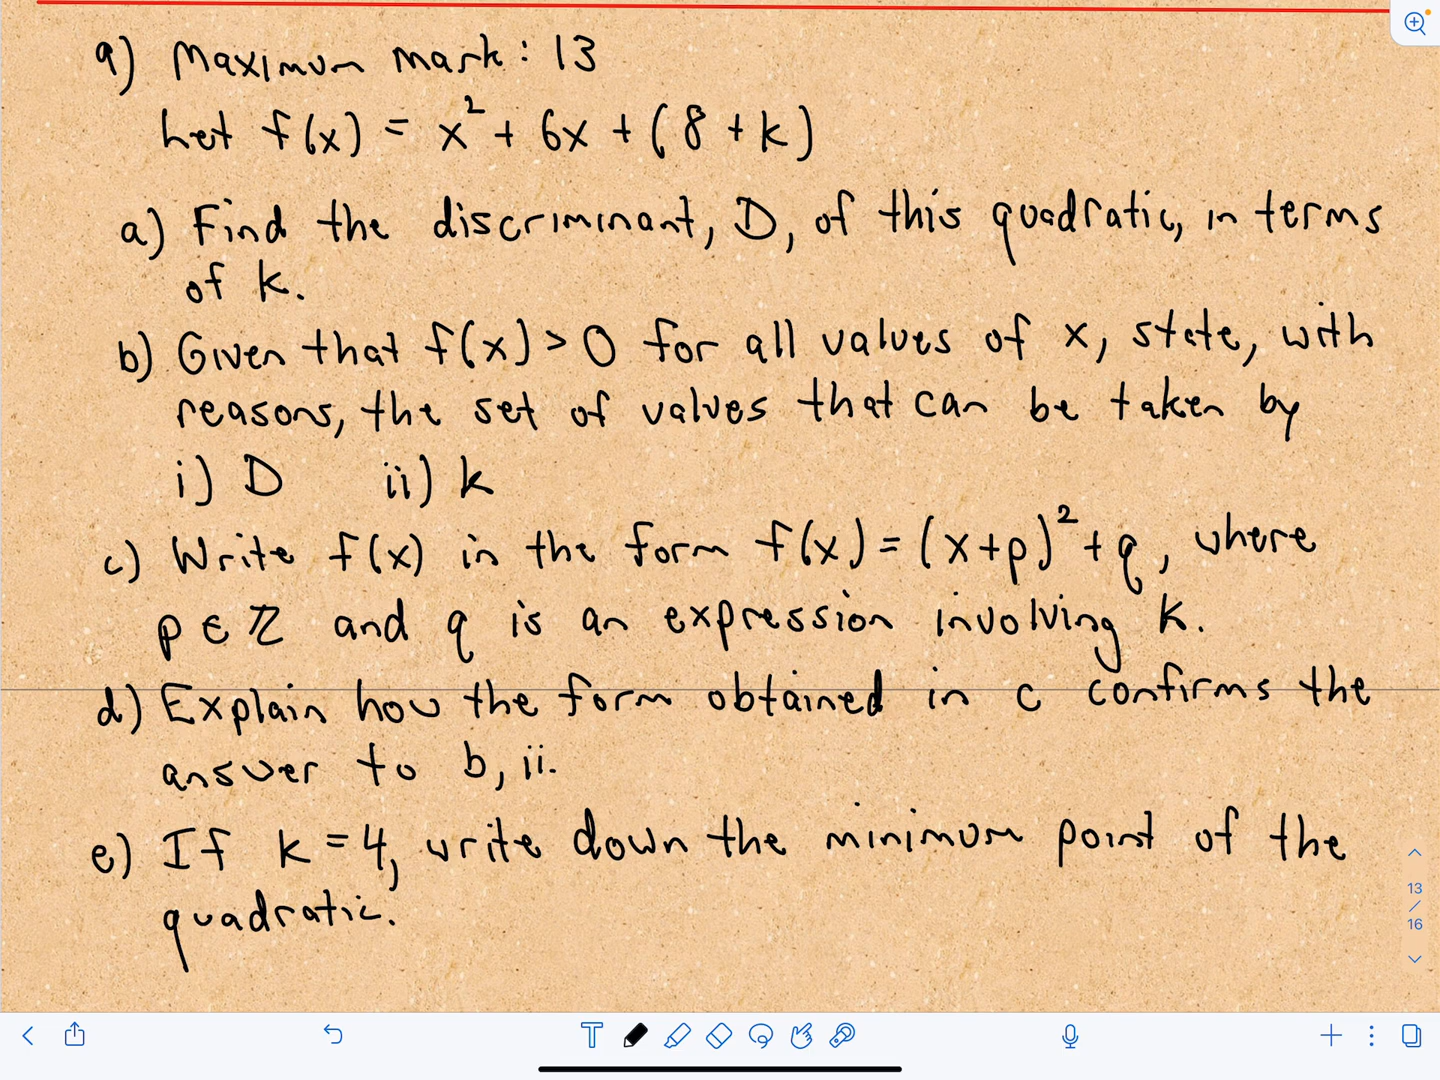 9) Maximum mark: 13
Let f(x) = x² + 6x + (8 + k)
a) Find the discriminant, D, of this quadratic, in terms
of k.
b) Given that f(x) > 0 for all values of x, state, with
reasons, the set of values that can be taken by
i) D ii) k
c) Write f(x) in the form f(x) = (x+p)² + q, where
p ∈ ℤ and q is an expression involving k.
d) Explain how the form obtained in c confirms the
answer to b, ii.
e) If k = 4, write down the minimum point of the
quadratic.
13
/
16
T